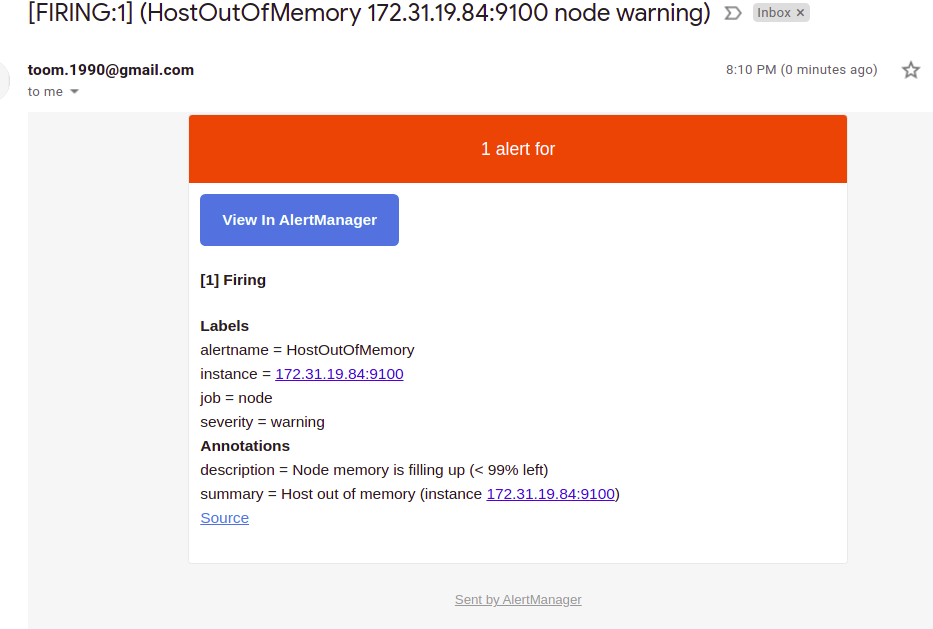 [FIRING:1] (HostOutOfMemory 172.31.19.84:9100 node warning) Inbox ×
toom.1990@gmail.com 8:10 PM (0 minutes ago)
to me
1 alert for
View In AlertManager
[1] Firing
Labels
alertname = HostOutOfMemory
instance = 172.31.19.84:9100
job = node
severity = warning
Annotations
description = Node memory is filling up (< 99% left)
summary = Host out of memory (instance 172.31.19.84:9100)
Source
Sent by AlertManager